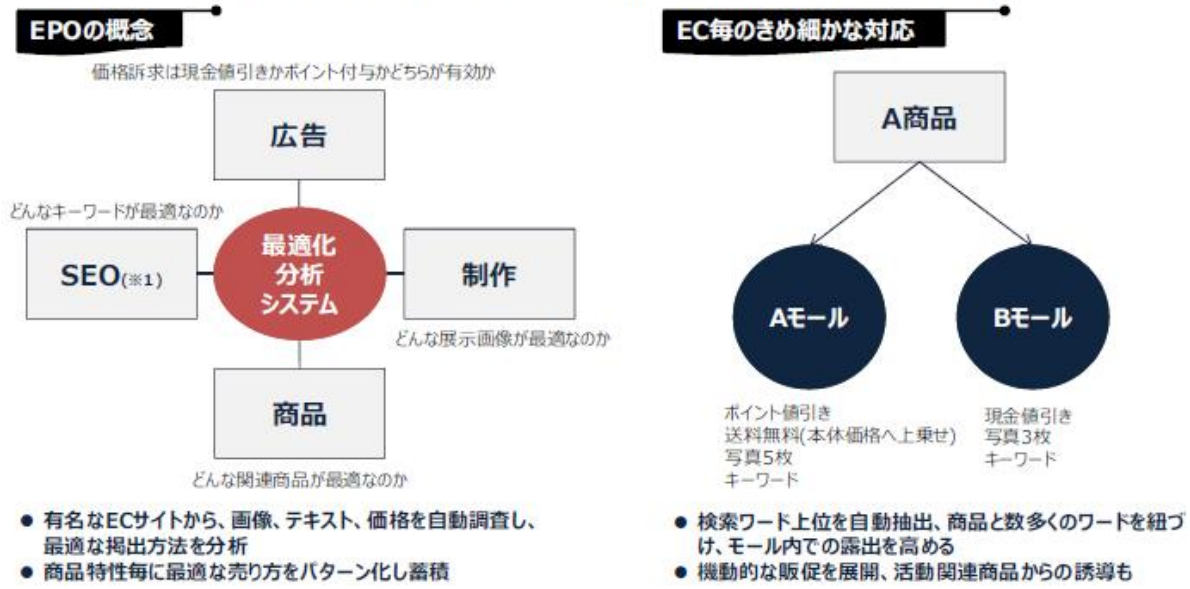 EPOの概念
価格訴求は現金値引きかポイント付与かどちらが有効か
広告
どんなキーワードが最適なのか
SEO(※1)
最適化
分析
システム
制作
どんな展示画像が最適なのか
商品
どんな関連商品が最適なのか
● 有名なECサイトから、画像、テキスト、価格を自動調査し、
最適な掲出方法を分析
● 商品特性毎に最適な売り方をパターン化し蓄積
EC毎のきめ細かな対応
A商品
Aモール
Bモール
ポイント値引き
送料無料(本体価格へ上乗せ)
写真5枚
キーワード
現金値引き
写真3枚
キーワード
● 検索ワード上位を自動抽出、商品と数多くのワードを紐づ
け、モール内での露出を高める
● 機動的な販促を展開、活動関連商品からの誘導も